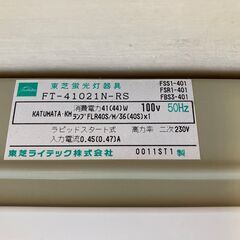 東芝蛍光灯器具
FT-41021N-RS
FSS1-401
FSR1-401
FBS3-401
消費電力41(44)W 100V 50Hz
KATUMATA-KM ランプFLR40S/M/36(40S)×1
ラピッドスタート式 高力率 二次230V
入力電流0.45(0.47)A
東芝ライテック株式会社 0011ST1 製